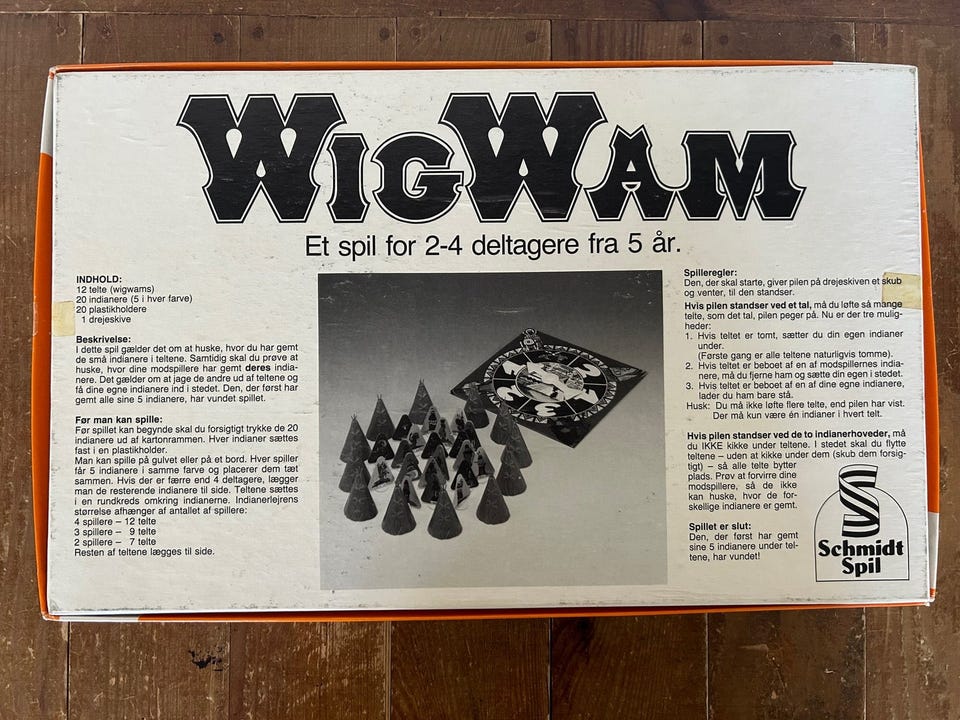 WIGWAM
Et spil for 2-4 deltagere fra 5 år.
INDHOLD:
12 telte (wigwams)
20 indianere (5 i hver farve)
20 plastikholdere
1 drejeskive
Beskrivelse:
I dette spil gælder det om at huske, hvor du har gemt
de små indianere i teltene. Samtidig skal du prøve at
huske, hvor dine modspillere har gemt deres indianere.
nere. Det gælder om at jage de andre ud af teltene og
få dine egne indianere ind i stedet. Den, der først har
gemt alle sine 5 indianere, har vundet spillet.
Før man kan spille:
Før spillet kan begynde skal du forsigtigt trykke de 20
indianere ud af kartonrammen. Hver indianer sættes
fast i en plastikholder.
Man kan spille på gulvet eller på et bord. Hver spiller
får 5 indianere i samme farve og placerer dem tæt
sammen. Hvis der er færre end 4 deltagere, lægger
man de resterende indianere til side. Teltene sættes
i en rundkreds omkring indianerne. Indianerlejrens
størrelse afhænger af antallet af spillere:
4 spillere – 12 telte
3 spillere – 9 telte
2 spillere – 7 telte
Resten af teltene lægges til side.
Spilleregler:
Den, der skal starte, giver pilen på drejeskiven et skub
og venter, til den standser.
Hvis pilen standser ved et tal, må du løfte så mange
telte, som det tal, pilen peger på. Nu er der tre mulig-
heder:
1. Hvis teltet er tomt, sætter du din egen indianer
under.
(Første gang er alle teltene naturligvis tomme).
2. Hvis teltet er beboet af en af modspillernes india-
nere, må du fjerne ham og sætte din egen i stedet.
3. Hvis teltet er beboet af en af dine egne indianere,
lader du ham bare stå.
Husk: Du må ikke løfte flere telte, end pilen har vist.
Der må kun være én indianer i hvert telt.
Hvis pilen standser ved de to indianerhoveder, må
du IKKE kikke under teltene. I stedet skal du flytte
teltene – uden at kikke under dem (skub dem forsig-
tigt) – så alle telte bytter
plads. Prøv at forvirre dine
modspillere, så de ikke
kan huske, hvor de for-
skellige indianere er gemt.
Spillet er slut:
Den, der først har gemt
sine 5 indianere under tel-
tene, har vundet!
Schmidt
Spil